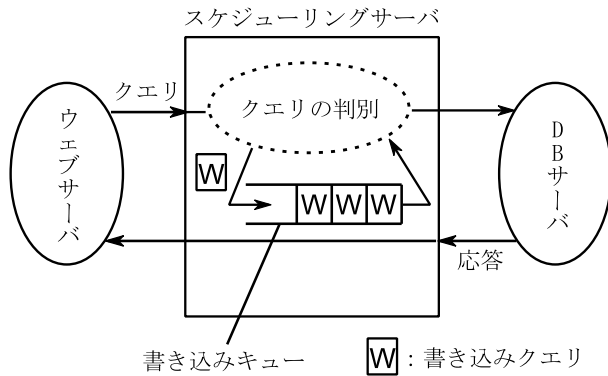 スケジューリングサーバ
クエリ
クエリの判別
ウェブサーバ
DBサーバ
W
W W W
応答
書き込みキュー
W：書き込みクエリ